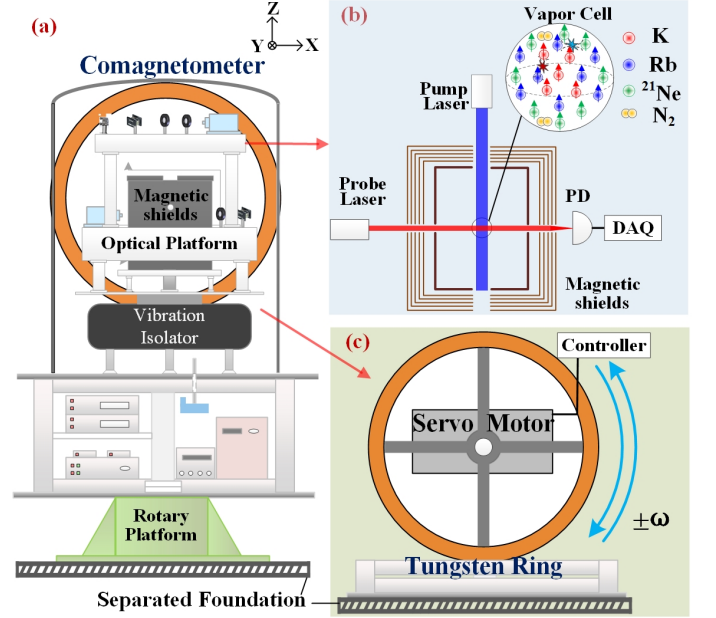 (a)
Z
Y
X
Comagnetometer
Magnetic
shields
Optical Platform
Vibration
Isolator
Rotary
Platform
Separated Foundation
(b)
Vapor Cell
K
Rb
²¹Ne
N₂
Pump
Laser
Probe
Laser
PD
DAQ
Magnetic
shields
(c)
Controller
Servo Motor
±ω
Tungsten Ring